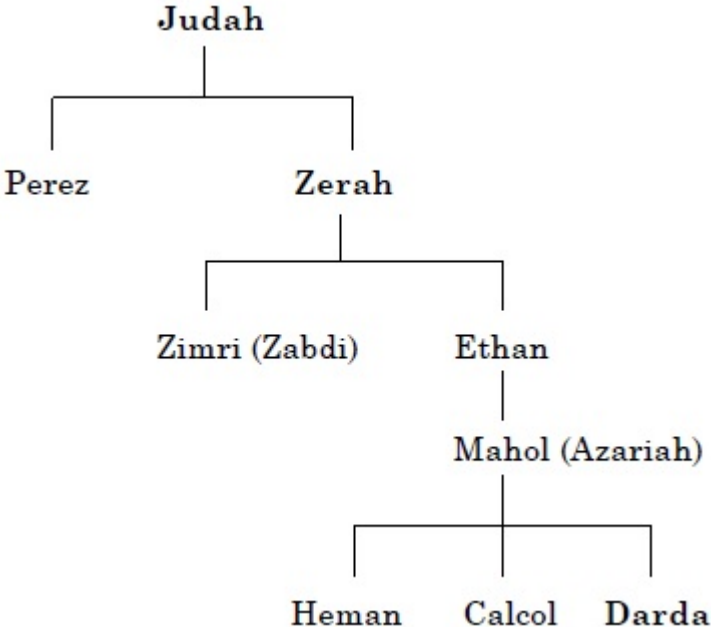 Judah
Perez Zerah
Zimri (Zabdi) Ethan
Mahol (Azariah)
Heman Calcol Darda